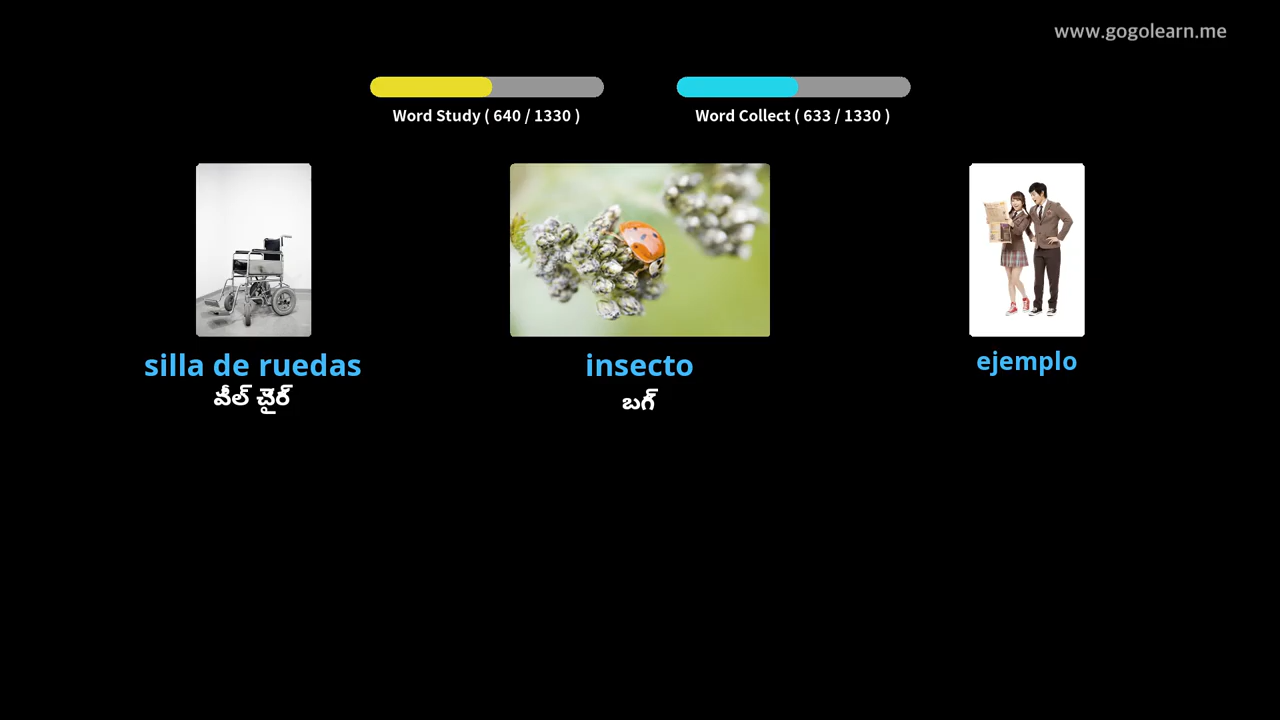 www.gogolearn.me
Word Study ( 640 / 1330 )
Word Collect ( 633 / 1330 )
silla de ruedas
వీల్ చైర్
insecto
బగ్
ejemplo